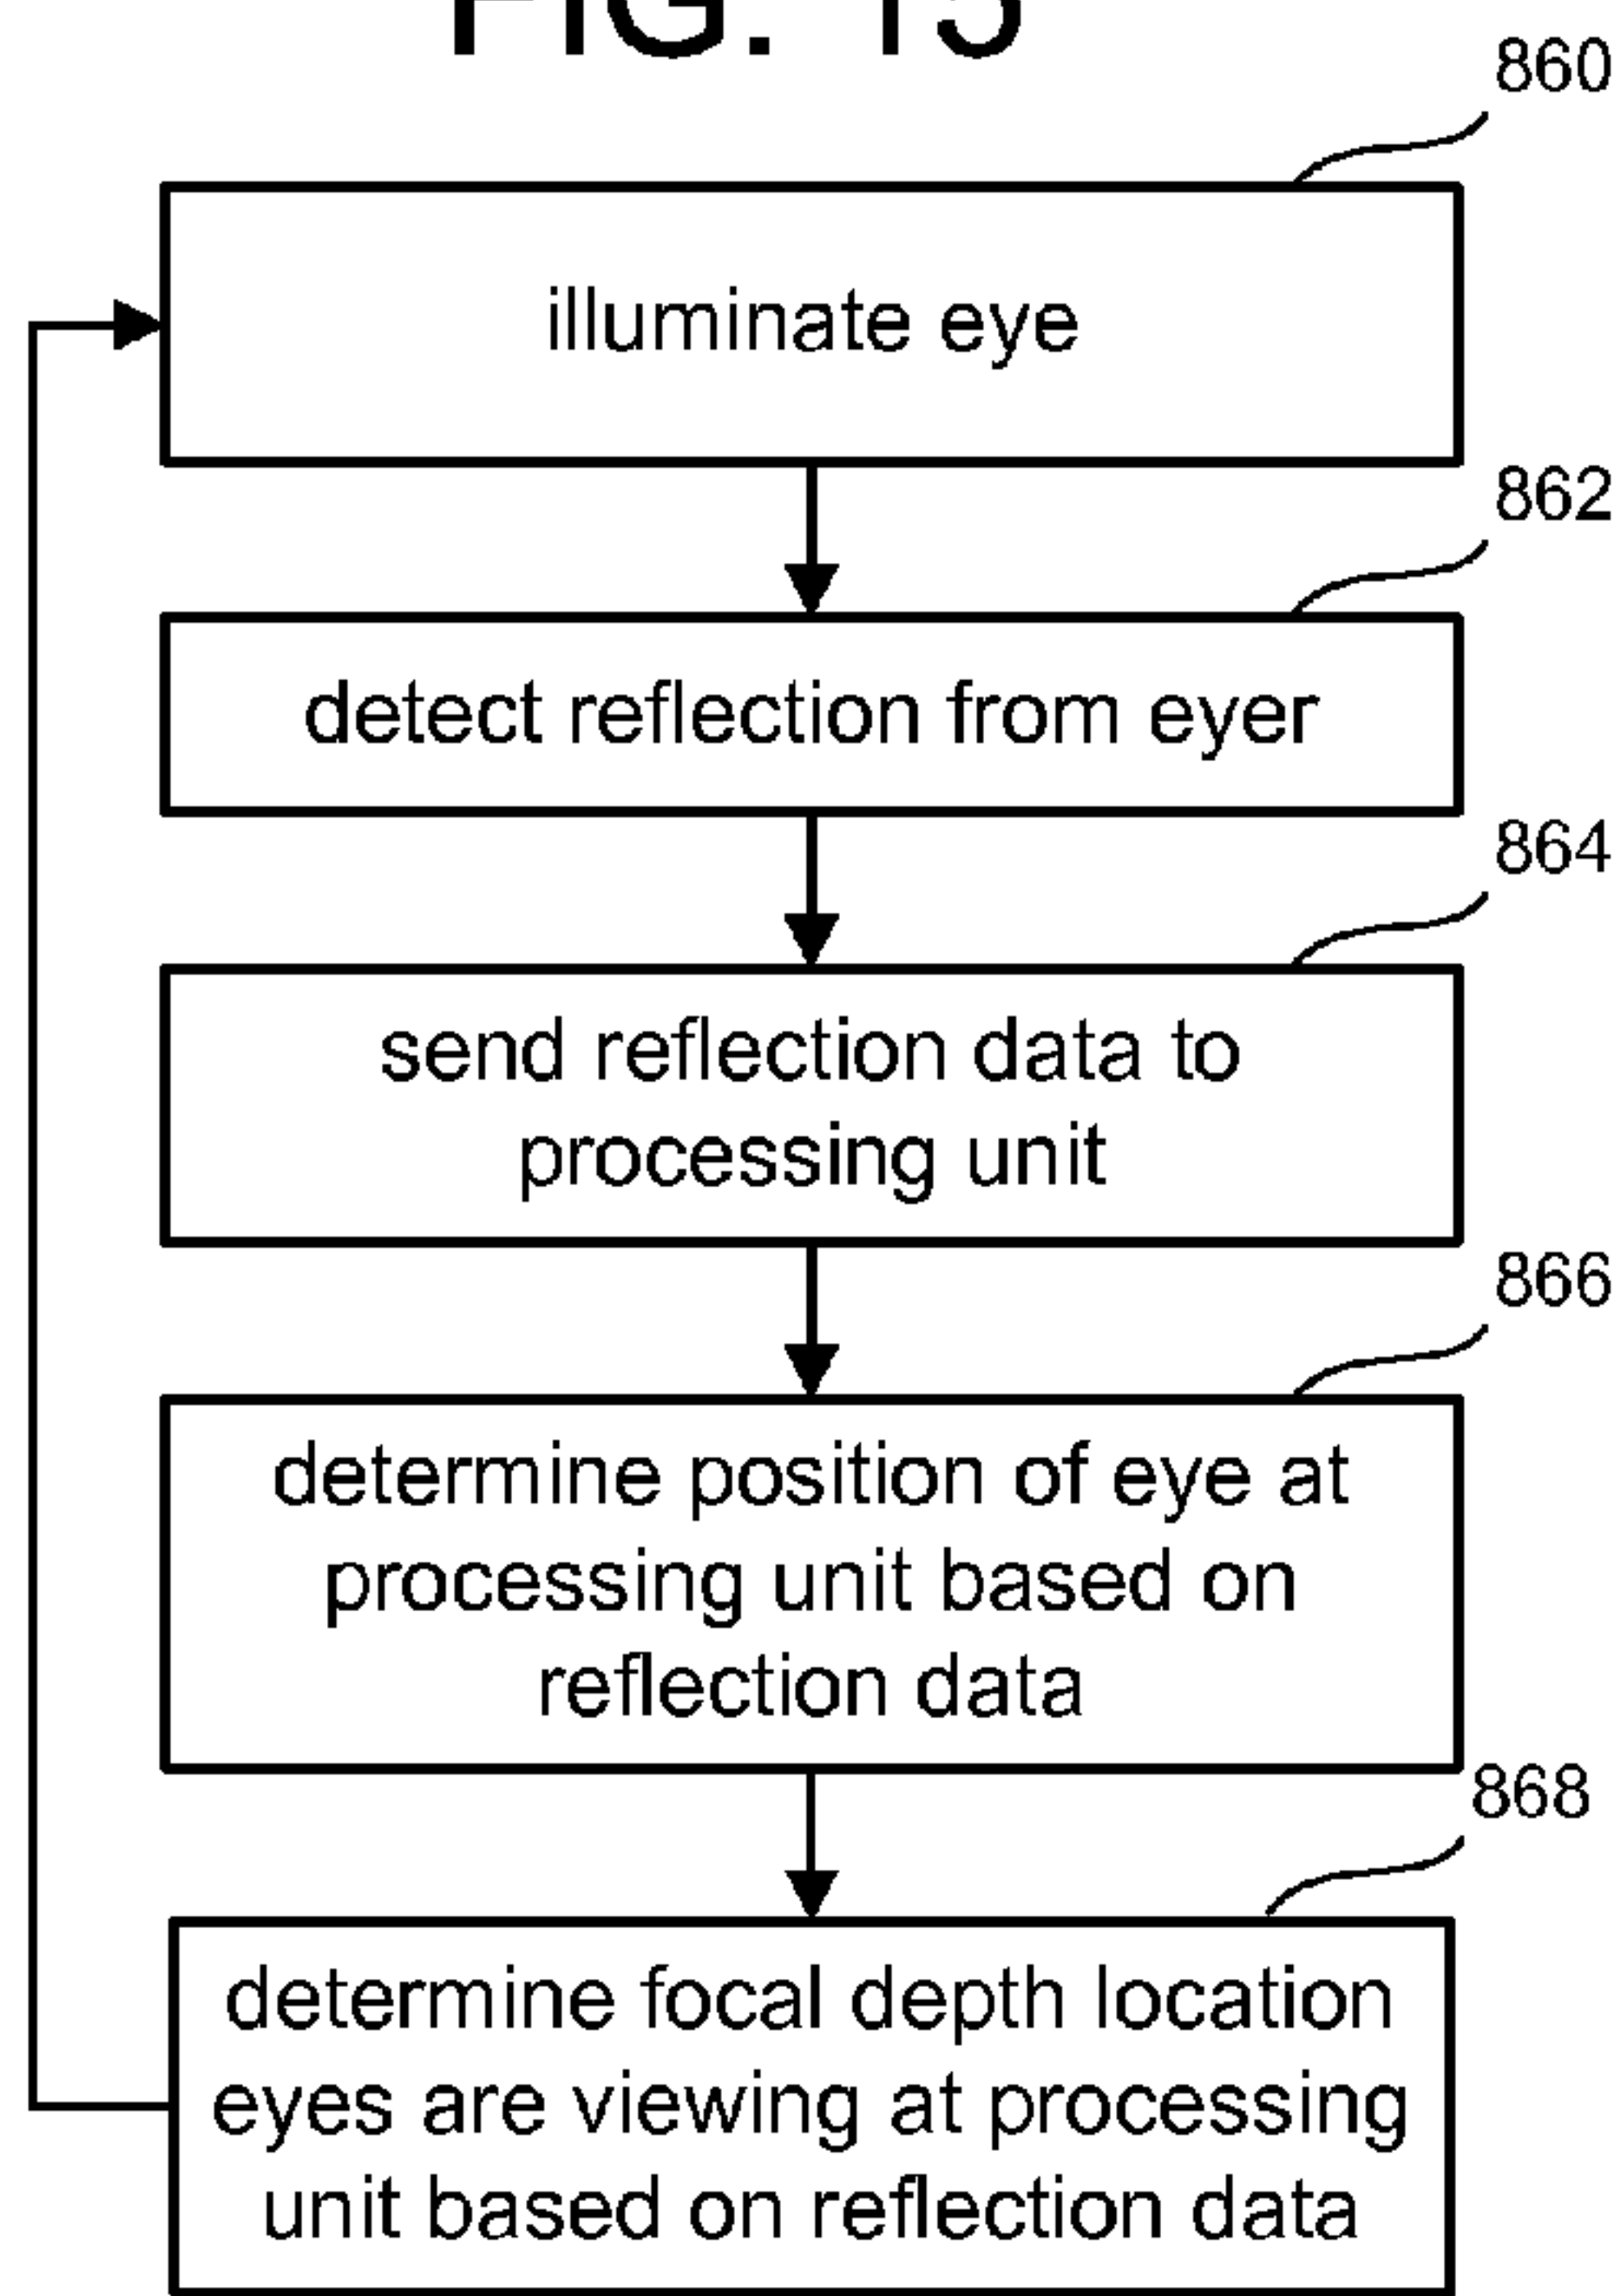 FIG. 15
860
illuminate eye
862
detect reflection from eyer
864
send reflection data to
processing unit
866
determine position of eye at
processing unit based on
reflection data
868
determine focal depth location
eyes are viewing at processing
unit based on reflection data